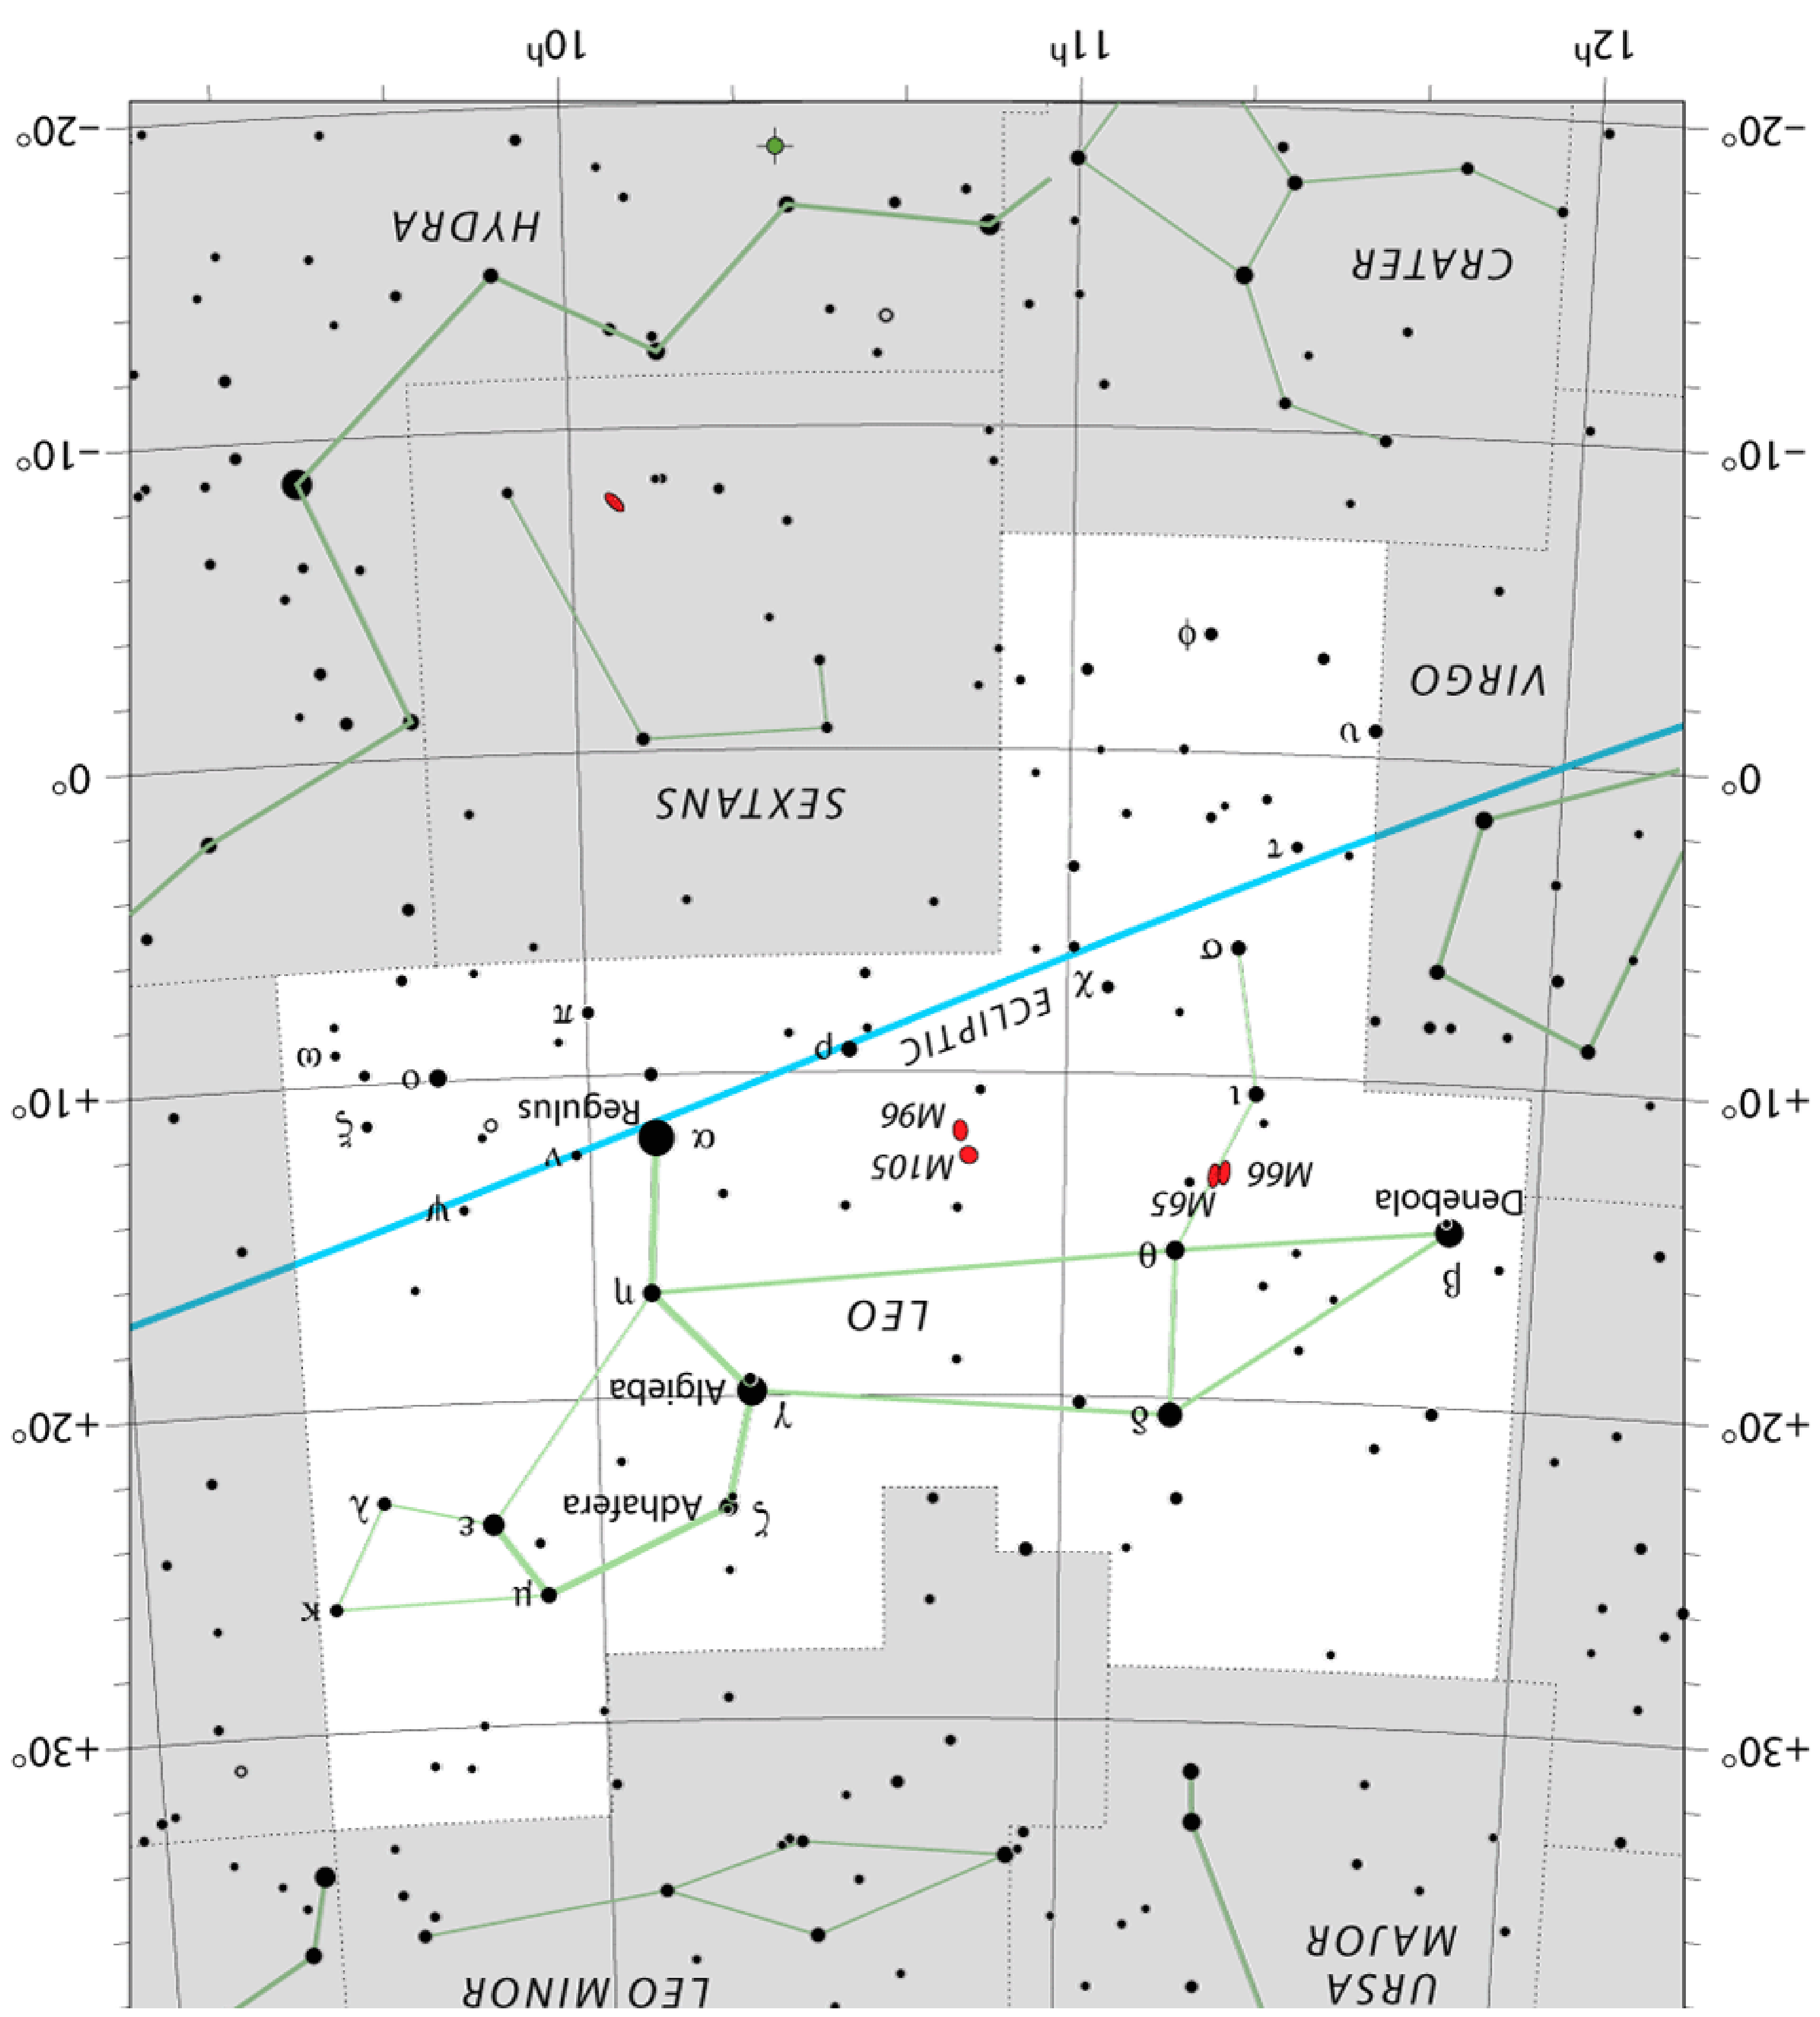 URSA
MAJOR
LEO MINOR
+30°
+30°
κ
μ
ζ
Adhafera
ε
λ
+20°
+20°
δ
γ
Algieba
LEO
η
β
Denebola
θ
M65
M66
ψ
M105
M96
α
Regulus
ν
ξ
+10°
+10°
ι
ρ
ο
ω
ECLIPTIC
π
χ
σ
τ
SEXTANS
0°
0°
υ
VIRGO
φ
−10°
−10°
CRATER
HYDRA
−20°
−20°
12h
11h
10h